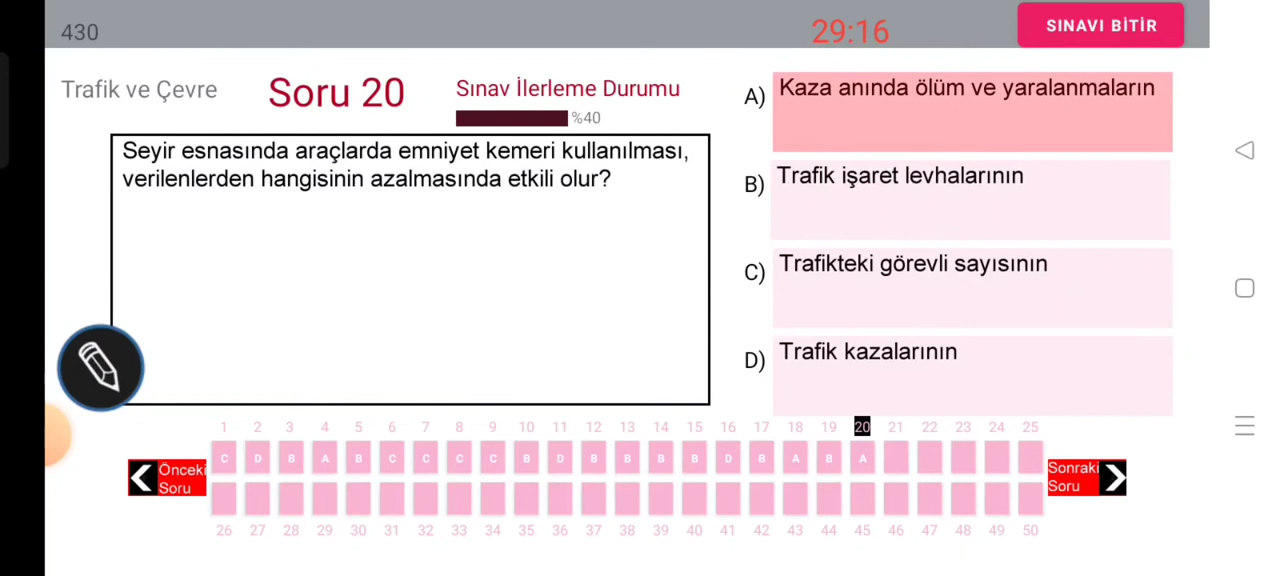 430
29:16
SINAVI BİTİR
Trafik ve Çevre
Soru 20
Sınav İlerleme Durumu
%40
Seyir esnasında araçlarda emniyet kemeri kullanılması,
verilenlerden hangisinin azalmasında etkili olur?
A) Kaza anında ölüm ve yaralanmaların
B) Trafik işaret levhalarının
C) Trafikteki görevli sayısının
D) Trafik kazalarının
1 2 3 4 5 6 7 8 9 10 11 12 13 14 15 16 17 18 19 20 21 22 23 24 25
C D B A B C C C C B D B B B B D B A B A
Önceki
Soru
Sonraki
Soru
26 27 28 29 30 31 32 33 34 35 36 37 38 39 40 41 42 43 44 45 46 47 48 49 50